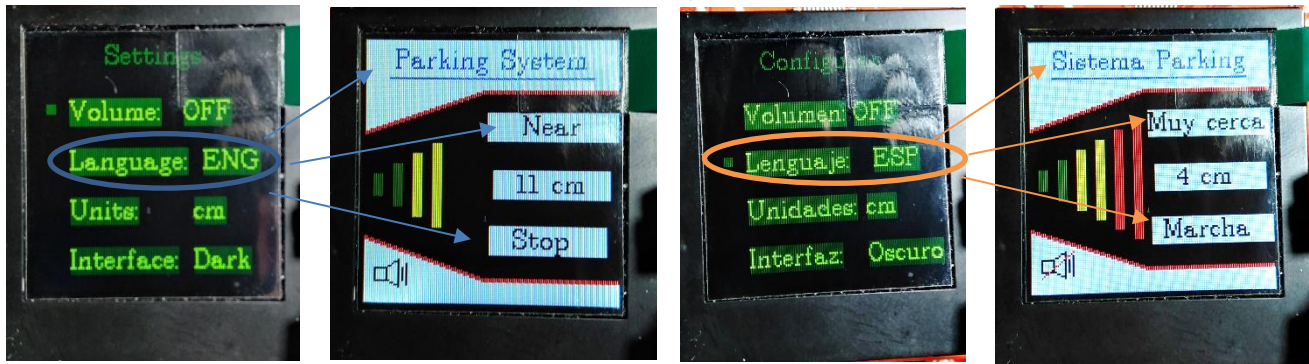 Settings
Volume: OFF
Language: ENG
Units: cm
Interface: Dark
Parking System
Near
11 cm
Stop
Volumen: OFF
Lenguaje: ESP
Unidades: cm
Interfaz: Oscuro
Sistema Parking
Muy cerca
4 cm
Marcha